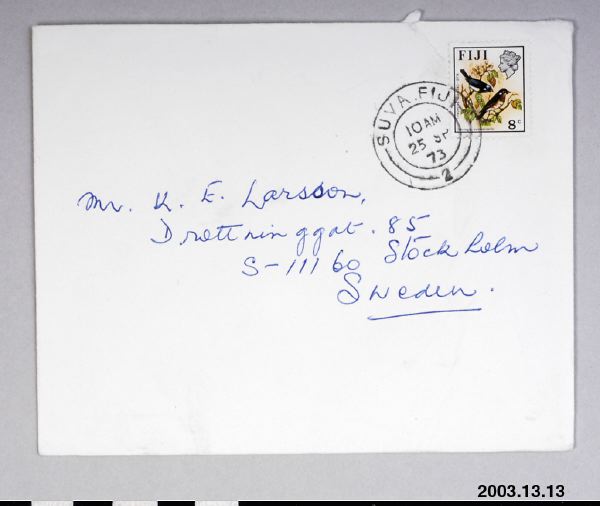 FIJI
8c
SUVA. FIJI
10 AM
25 SP
73
2
Mr. K. E. Larsson,
Drottninggat. 85
S-111 60 Stockholm
Sweden.
2003.13.13